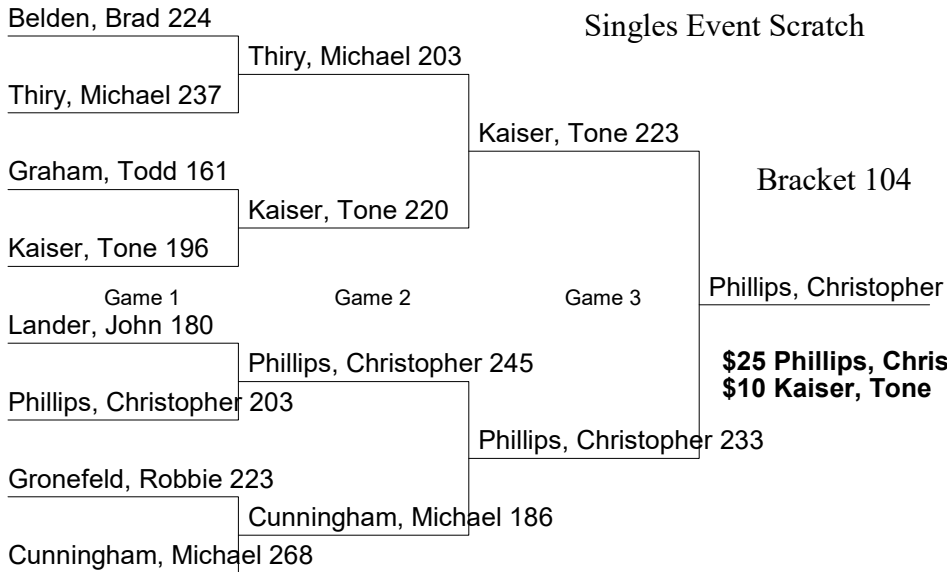 Belden, Brad 224
Singles Event Scratch
Thiry, Michael 203
Thiry, Michael 237
Kaiser, Tone 223
Graham, Todd 161
Bracket 104
Kaiser, Tone 220
Kaiser, Tone 196
Game 1
Game 2
Game 3
Phillips, Christopher
Lander, John 180
Phillips, Christopher 245
$25 Phillips, Chris
$10 Kaiser, Tone
Phillips, Christopher 203
Phillips, Christopher 233
Gronefeld, Robbie 223
Cunningham, Michael 186
Cunningham, Michael 268